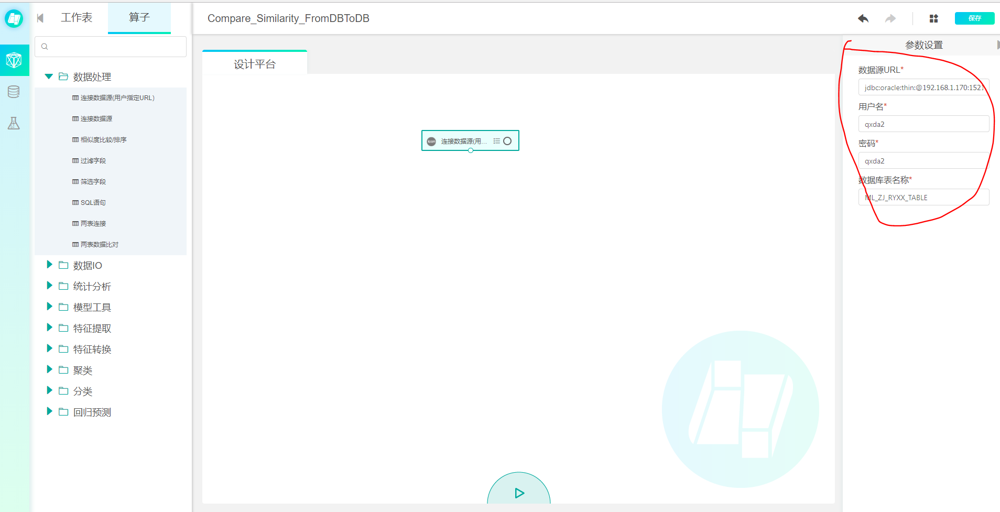 工作表
算子
Compare_Similarity_FromDBToDB
保存
数据处理
连接数据源(用户指定URL)
连接数据源
相似度比较/排序
过滤字段
筛选字段
SQL语句
两表连接
两表数据比对
数据IO
统计分析
模型工具
特征提取
特征转换
聚类
分类
回归预测
设计平台
icon 连接数据源(用...
参数设置
数据源URL*
jdbc:oracle:thin:@192.168.1.170:1521
用户名*
qxda2
密码*
qxda2
数据库表名称*
ML_ZJ_RYXX_TABLE